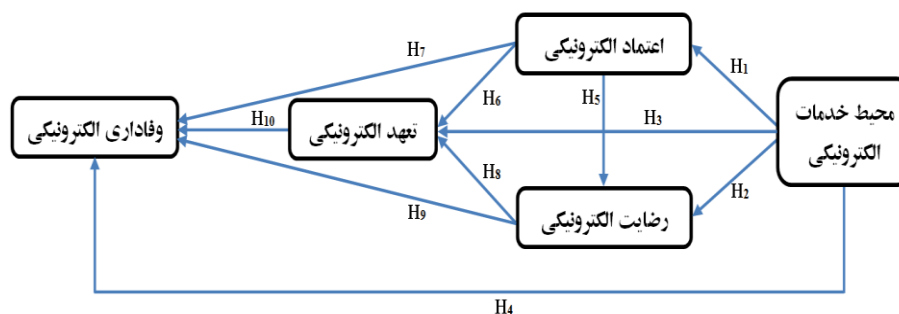 اعتماد الکترونیکی
H7
H1
محیط خدمات
الکترونیکی
H6
H5
H3
H10
تعهد الکترونیکی
وفاداری الکترونیکی
H8
H2
رضایت الکترونیکی
H9
H4